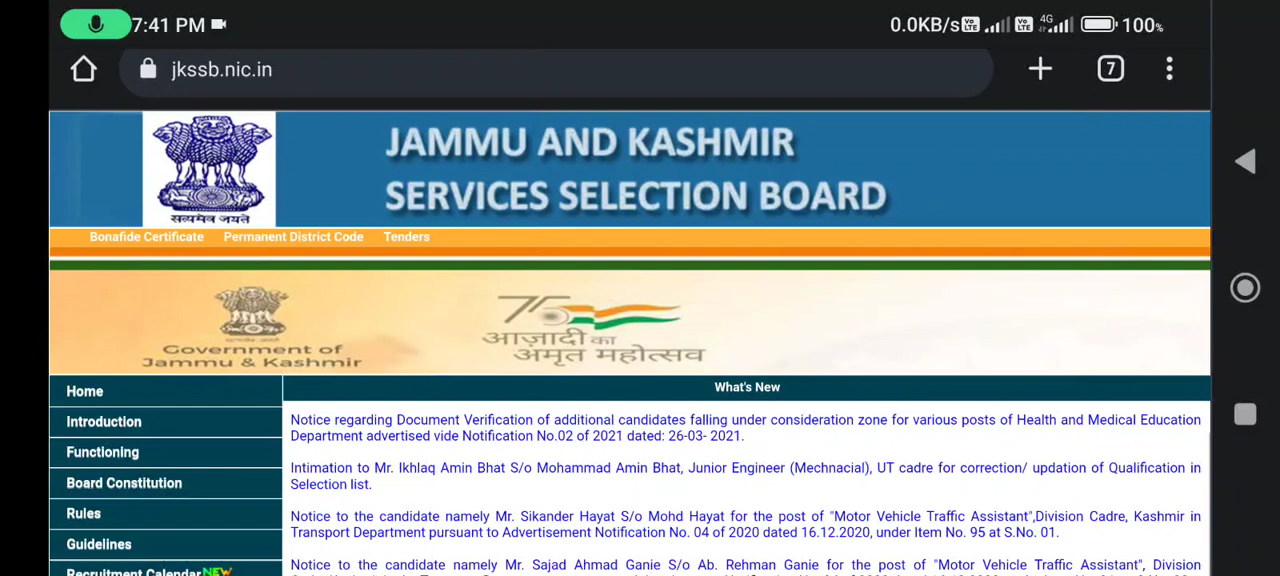 7:41 PM
0.0KB/s Vo LTE Vo LTE 4G 100%
jkssb.nic.in
7
JAMMU AND KASHMIR
SERVICES SELECTION BOARD
सत्यमेव जयते
Bonafide Certificate Permanent District Code Tenders
75
आज़ादी का
अमृत महोत्सव
Government of
Jammu & Kashmir
Home
Introduction
Functioning
Board Constitution
Rules
Guidelines
Recruitment Calendar NEW
What's New
Notice regarding Document Verification of additional candidates falling under consideration zone for various posts of Health and Medical Education
Department advertised vide Notification No.02 of 2021 dated: 26-03- 2021.
Intimation to Mr. Ikhlaq Amin Bhat S/o Mohammad Amin Bhat, Junior Engineer (Mechnacial), UT cadre for correction/ updation of Qualification in
Selection list.
Notice to the candidate namely Mr. Sikander Hayat S/o Mohd Hayat for the post of "Motor Vehicle Traffic Assistant",Division Cadre, Kashmir in
Transport Department pursuant to Advertisement Notification No. 04 of 2020 dated 16.12.2020, under Item No. 95 at S.No. 01.
Notice to the candidate namely Mr. Sajad Ahmad Ganie S/o Ab. Rehman Ganie for the post of "Motor Vehicle Traffic Assistant", Division